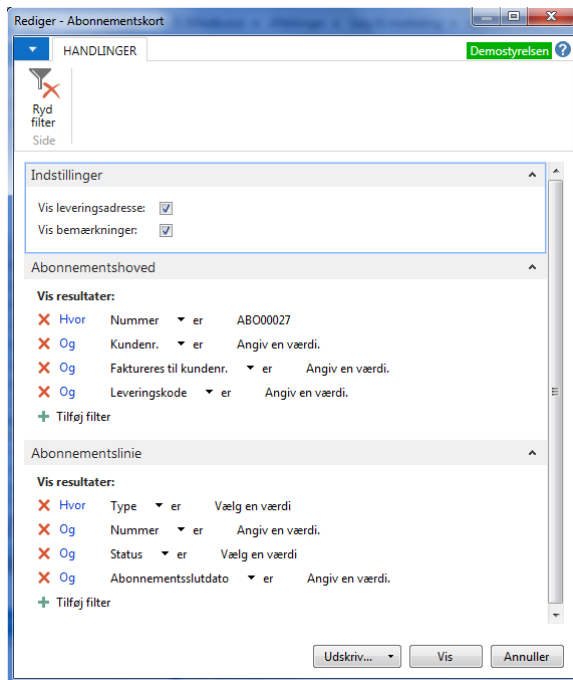 Rediger - Abonnementskort
HANDLINGER
Demostyrelsen ?
Ryd
filter
Side
Indstillinger
Vis leveringsadresse:
Vis bemærkninger:
Abonnementshoved
Vis resultater:
Hvor Nummer er ABO00027
Og Kundenr. er Angiv en værdi.
Og Faktureres til kundenr. er Angiv en værdi.
Og Leveringskode er Angiv en værdi.
Tilføj filter
Abonnementslinie
Vis resultater:
Hvor Type er Vælg en værdi
Og Nummer er Angiv en værdi.
Og Status er Vælg en værdi
Og Abonnementsslutdato er Angiv en værdi.
Tilføj filter
Udskriv... Vis Annuller